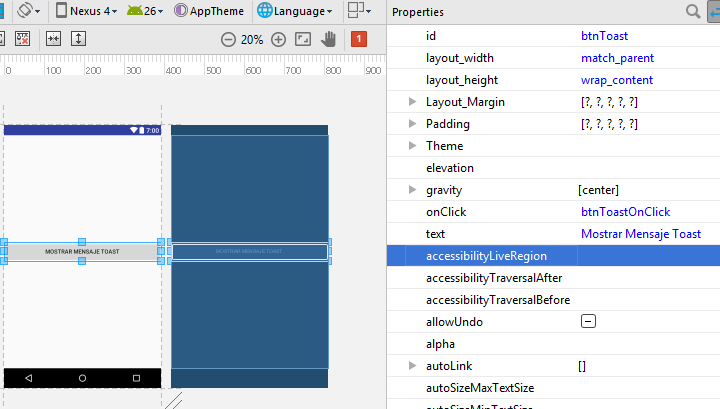 Nexus 4 26 AppTheme Language
20% 1
0 100 200 300 400 500 600 700 800 900
7:00
MOSTRAR MENSAJE TOAST
MOSTRAR MENSAJE TOAST
Properties
id btnToast
layout_width match_parent
layout_height wrap_content
Layout_Margin [?, ?, ?, ?, ?]
Padding [?, ?, ?, ?, ?]
Theme
elevation
gravity [center]
onClick btnToastOnClick
text Mostrar Mensaje Toast
accessibilityLiveRegion
accessibilityTraversalAfter
accessibilityTraversalBefore
allowUndo
alpha
autoLink []
autoSizeMaxTextSize
autoSizeMinTextSize